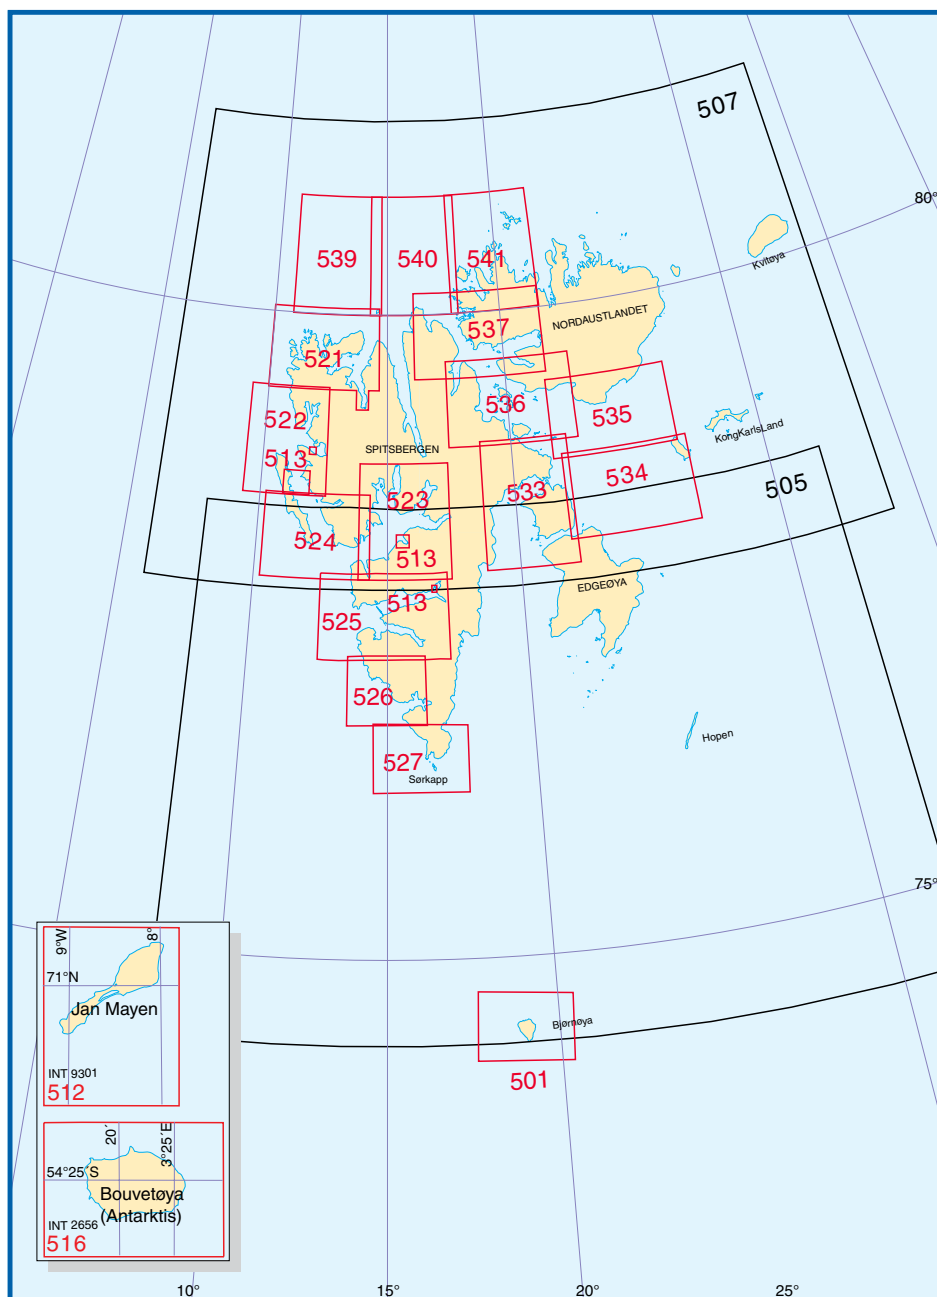 507
80°
Kvitøya
539
540
541
NORDAUSTLANDET
537
521
536
535
522
KongKarlsLand
SPITSBERGEN
513
534
505
533
523
524
513
EDGEØYA
513
525
526
Hopen
527
Sørkapp
75°
9°W
8°
71°N
Jan Mayen
Bjørnøya
INT 9301
512
501
20´
3°25´E
54°25´S
Bouvetøya
(Antarktis)
INT 2656
516
10°
15°
20°
25°